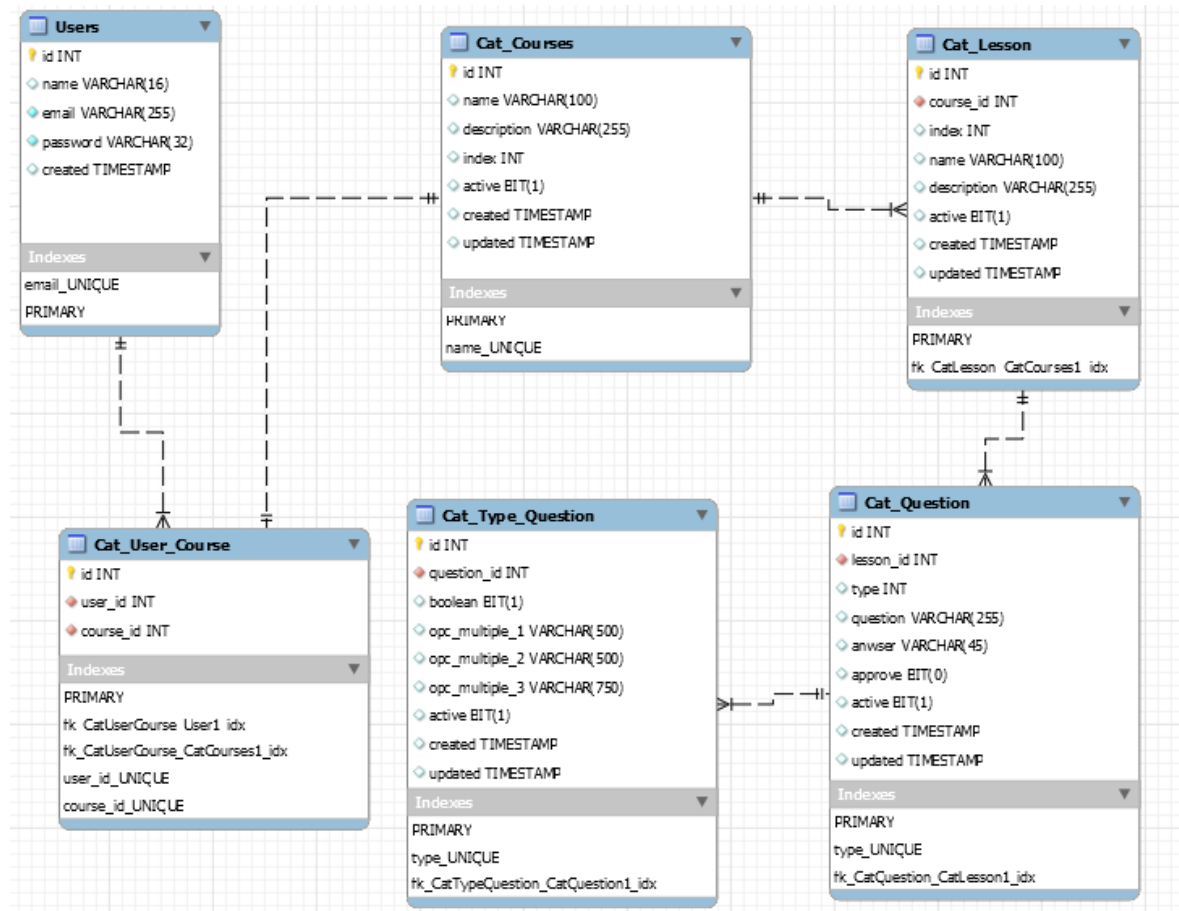 Users
id INT
name VARCHAR(16)
email VARCHAR(255)
password VARCHAR(32)
created TIMESTAMP
Indexes
email_UNIQUE
PRIMARY
Cat_Courses
id INT
name VARCHAR(100)
description VARCHAR(255)
index INT
active BIT(1)
created TIMESTAMP
updated TIMESTAMP
Indexes
PRIMARY
name_UNIQUE
Cat_Lesson
id INT
course_id INT
index INT
name VARCHAR(100)
description VARCHAR(255)
active BIT(1)
created TIMESTAMP
updated TIMESTAMP
Indexes
PRIMARY
fk_CatLesson_CatCourses1_idx
Cat_User_Course
id INT
user_id INT
course_id INT
Indexes
PRIMARY
fk_CatUserCourse_User1_idx
fk_CatUserCourse_CatCourses1_idx
user_id_UNIQUE
course_id_UNIQUE
Cat_Type_Question
id INT
question_id INT
boolean BIT(1)
opc_multiple_1 VARCHAR(500)
opc_multiple_2 VARCHAR(500)
opc_multiple_3 VARCHAR(750)
active BIT(1)
created TIMESTAMP
updated TIMESTAMP
Indexes
PRIMARY
type_UNIQUE
fk_CatTypeQuestion_CatQuestion1_idx
Cat_Question
id INT
lesson_id INT
type INT
question VARCHAR(255)
anwser VARCHAR(45)
approve BIT(0)
active BIT(1)
created TIMESTAMP
updated TIMESTAMP
Indexes
PRIMARY
type_UNIQUE
fk_CatQuestion_CatLesson1_idx